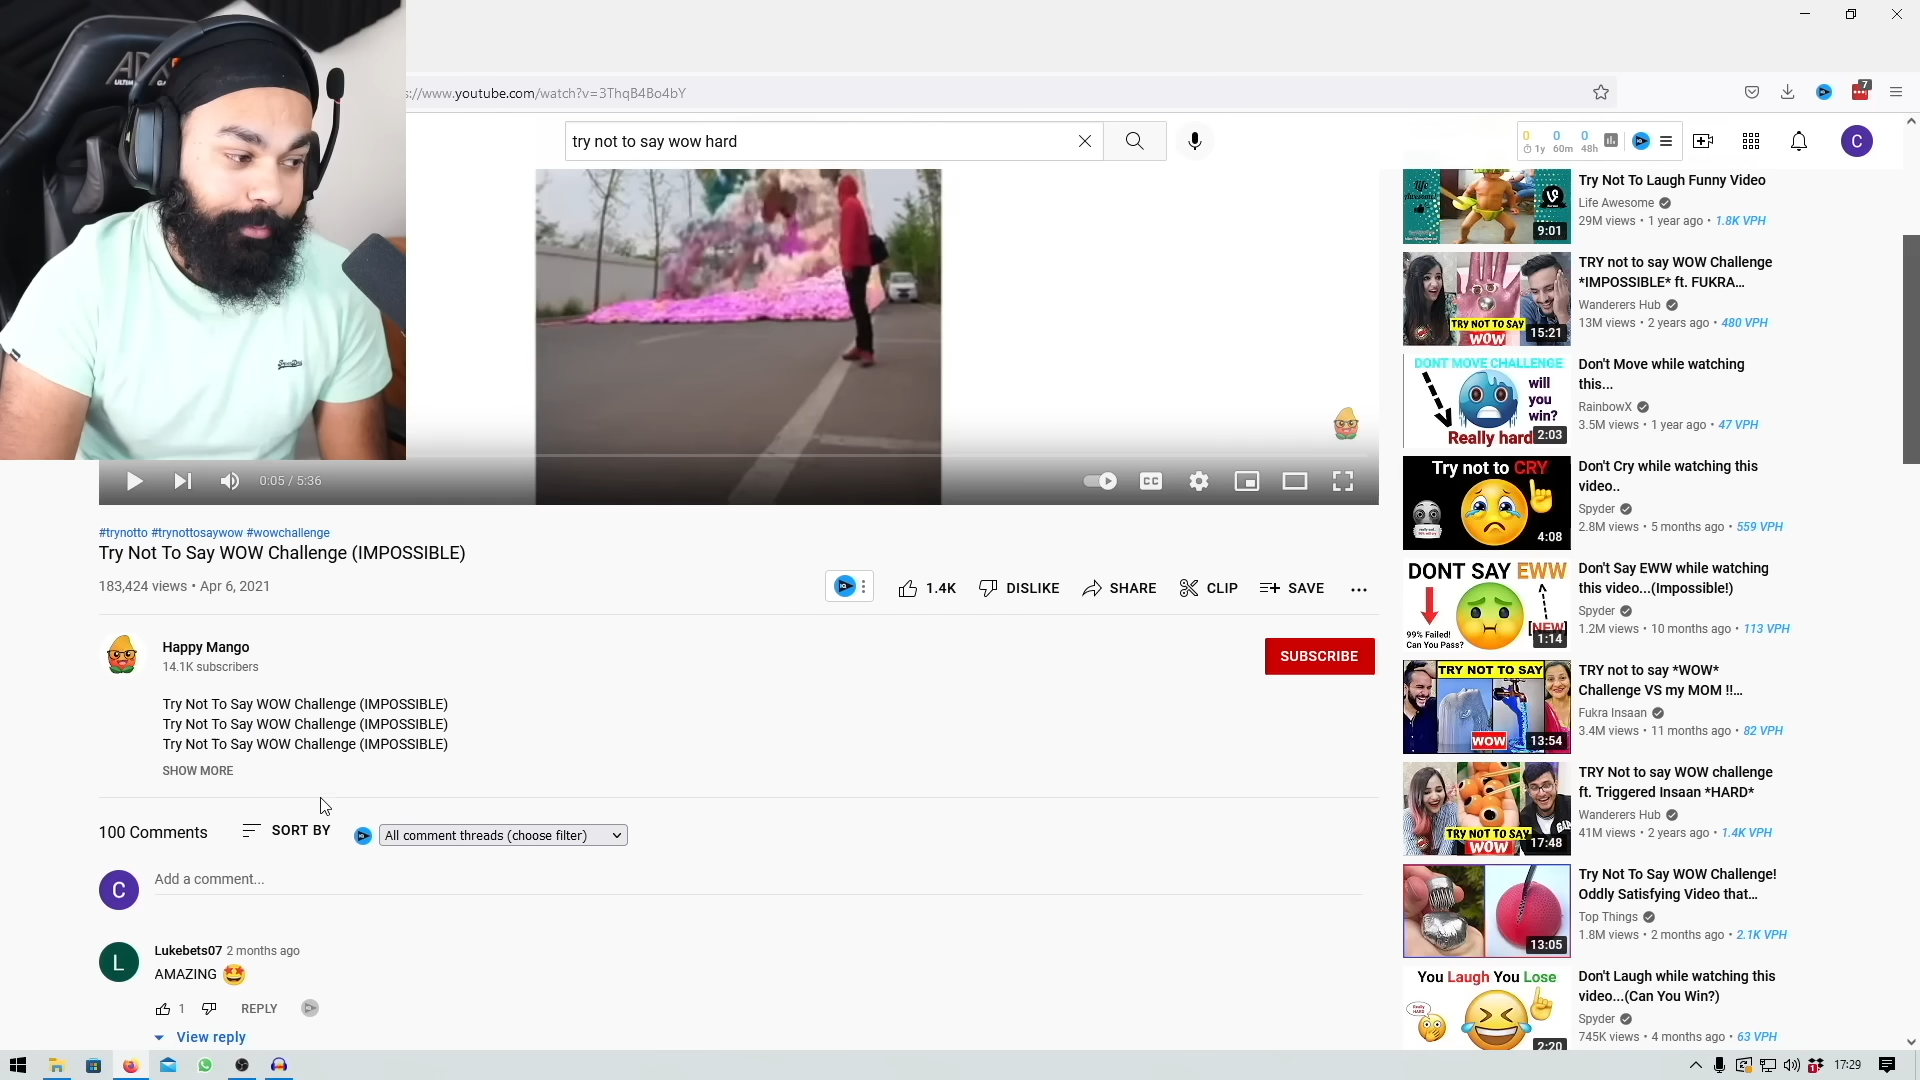 s://www.youtube.com/watch?v=3ThqB4Bo4bY
7
try not to say wow hard
0 0 0
1y 60m 48h
C
0:05 / 5:36
CC
#trynotto #trynottosaywow #wowchallenge
Try Not To Say WOW Challenge (IMPOSSIBLE)
183,424 views • Apr 6, 2021
1.4K DISLIKE SHARE CLIP SAVE
Happy Mango
14.1K subscribers
SUBSCRIBE
Try Not To Say WOW Challenge (IMPOSSIBLE)
Try Not To Say WOW Challenge (IMPOSSIBLE)
Try Not To Say WOW Challenge (IMPOSSIBLE)
SHOW MORE
100 Comments SORT BY All comment threads (choose filter)
C Add a comment...
L
Lukebets07 2 months ago
AMAZING
1 REPLY
View reply
Life
Awesome!
9:01
Try Not To Laugh Funny Video
Life Awesome
29M views • 1 year ago • 1.8K VPH
TRY NOT TO SAY
WOW
15:21
TRY not to say WOW Challenge
*IMPOSSIBLE* ft. FUKRA...
Wanderers Hub
13M views • 2 years ago • 480 VPH
DONT MOVE CHALLENGE
will
you
win?
Really hard
2:03
Don't Move while watching
this...
RainbowX
3.5M views • 1 year ago • 47 VPH
Try not to CRY
4:08
Don't Cry while watching this
video..
Spyder
2.8M views • 5 months ago • 559 VPH
DONT SAY EWW
99% Failed!
Can You Pass?
[NEW]
1:14
Don't Say EWW while watching
this video...(Impossible!)
Spyder
1.2M views • 10 months ago • 113 VPH
TRY NOT TO SAY
WOW
13:54
TRY not to say *WOW*
Challenge VS my MOM !!...
Fukra Insaan
3.4M views • 11 months ago • 82 VPH
TRY NOT TO SAY
WOW
17:48
TRY Not to say WOW challenge
ft. Triggered Insaan *HARD*
Wanderers Hub
41M views • 2 years ago • 1.4K VPH
13:05
Try Not To Say WOW Challenge!
Oddly Satisfying Video that...
Top Things
1.8M views • 2 months ago • 2.1K VPH
You Laugh You Lose
2:20
Don't Laugh while watching this
video...(Can You Win?)
Spyder
745K views • 4 months ago • 63 VPH
17:29